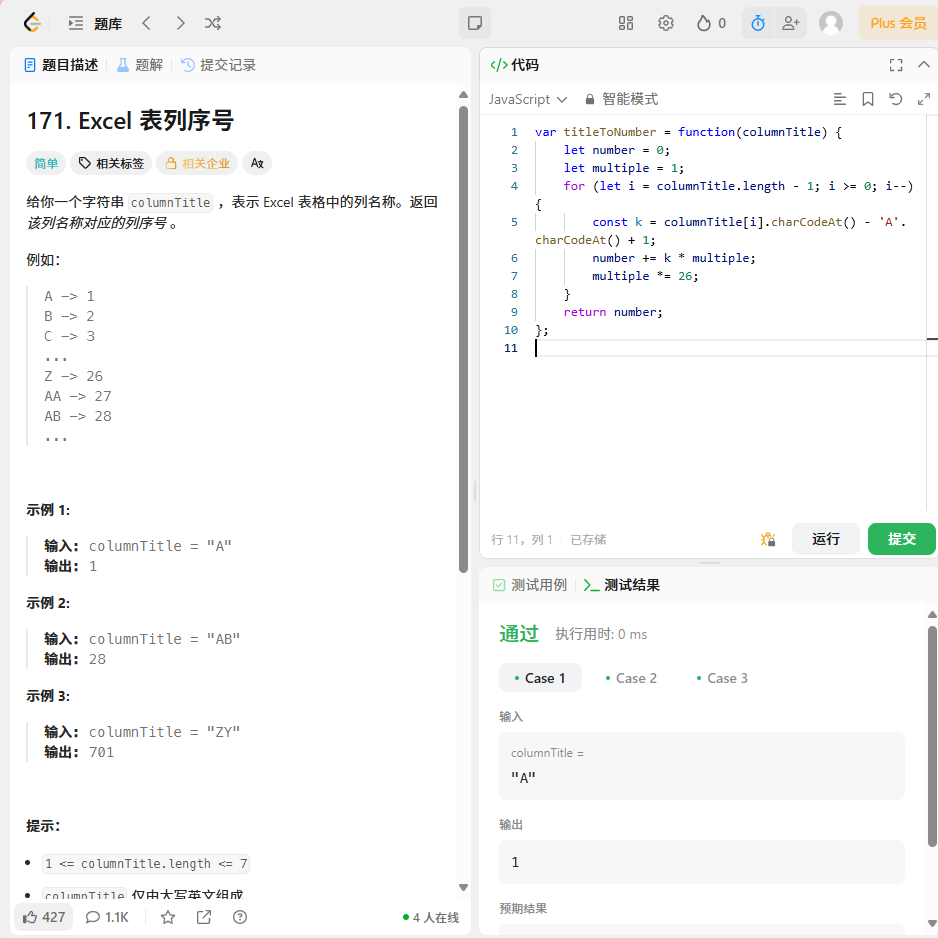 题库
0
Plus 会员
题目描述
题解
提交记录
171. Excel 表列序号
简单
相关标签
相关企业
给你一个字符串 columnTitle ，表示 Excel 表格中的列名称。返回
该列名称对应的列序号 。
例如：
A -> 1
B -> 2
C -> 3
...
Z -> 26
AA -> 27
AB -> 28
...
示例 1:
输入: columnTitle = "A"
输出: 1
示例 2:
输入: columnTitle = "AB"
输出: 28
示例 3:
输入: columnTitle = "ZY"
输出: 701
提示：
1 <= columnTitle.length <= 7
columnTitle 仅由大写英文组成
427
1.1K
4 人在线
</> 代码
JavaScript
智能模式
1 var titleToNumber = function(columnTitle) {
2 let number = 0;
3 let multiple = 1;
4 for (let i = columnTitle.length - 1; i >= 0; i--)
{
5 const k = columnTitle[i].charCodeAt() - 'A'.
charCodeAt() + 1;
6 number += k * multiple;
7 multiple *= 26;
8 }
9 return number;
10 };
11
行 11，列 1
已存储
运行
提交
测试用例
测试结果
通过
执行用时: 0 ms
Case 1
Case 2
Case 3
输入
columnTitle =
"A"
输出
1
预期结果